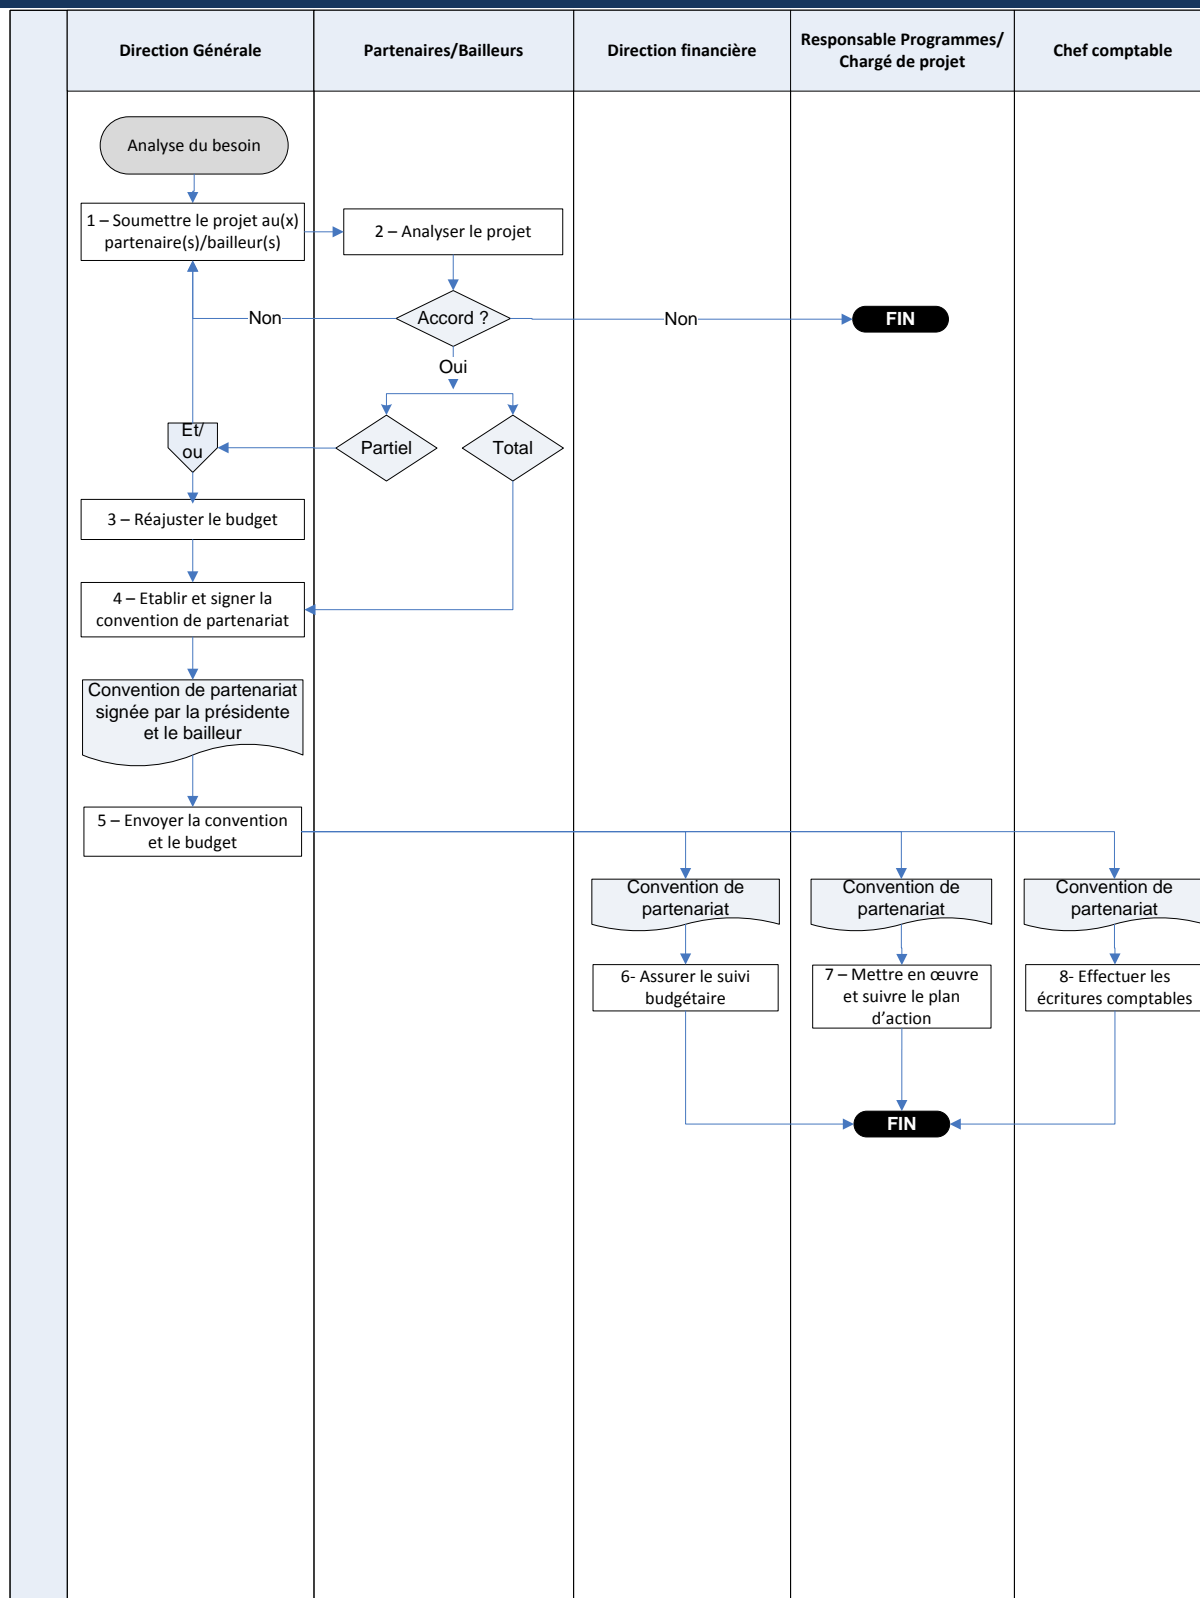 Direction Générale
Partenaires/Bailleurs
Direction financière
Responsable Programmes/
Chargé de projet
Chef comptable
Analyse du besoin
1 – Soumettre le projet au(x)
partenaire(s)/bailleur(s)
2 – Analyser le projet
Non
Accord ?
Non
FIN
Oui
Et/
ou
Partiel
Total
3 – Réajuster le budget
4 – Etablir et signer la
convention de partenariat
Convention de partenariat
signée par la présidente
et le bailleur
5 – Envoyer la convention
et le budget
Convention de
partenariat
Convention de
partenariat
Convention de
partenariat
6- Assurer le suivi
budgétaire
7 – Mettre en œuvre
et suivre le plan
d’action
8- Effectuer les
écritures comptables
FIN